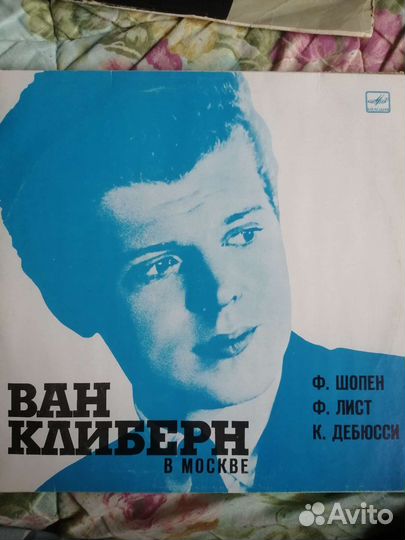 ВАН
КЛИБЕРН
В МОСКВЕ
Ф. ШОПЕН
Ф. ЛИСТ
К. ДЕБЮССИ
Avito